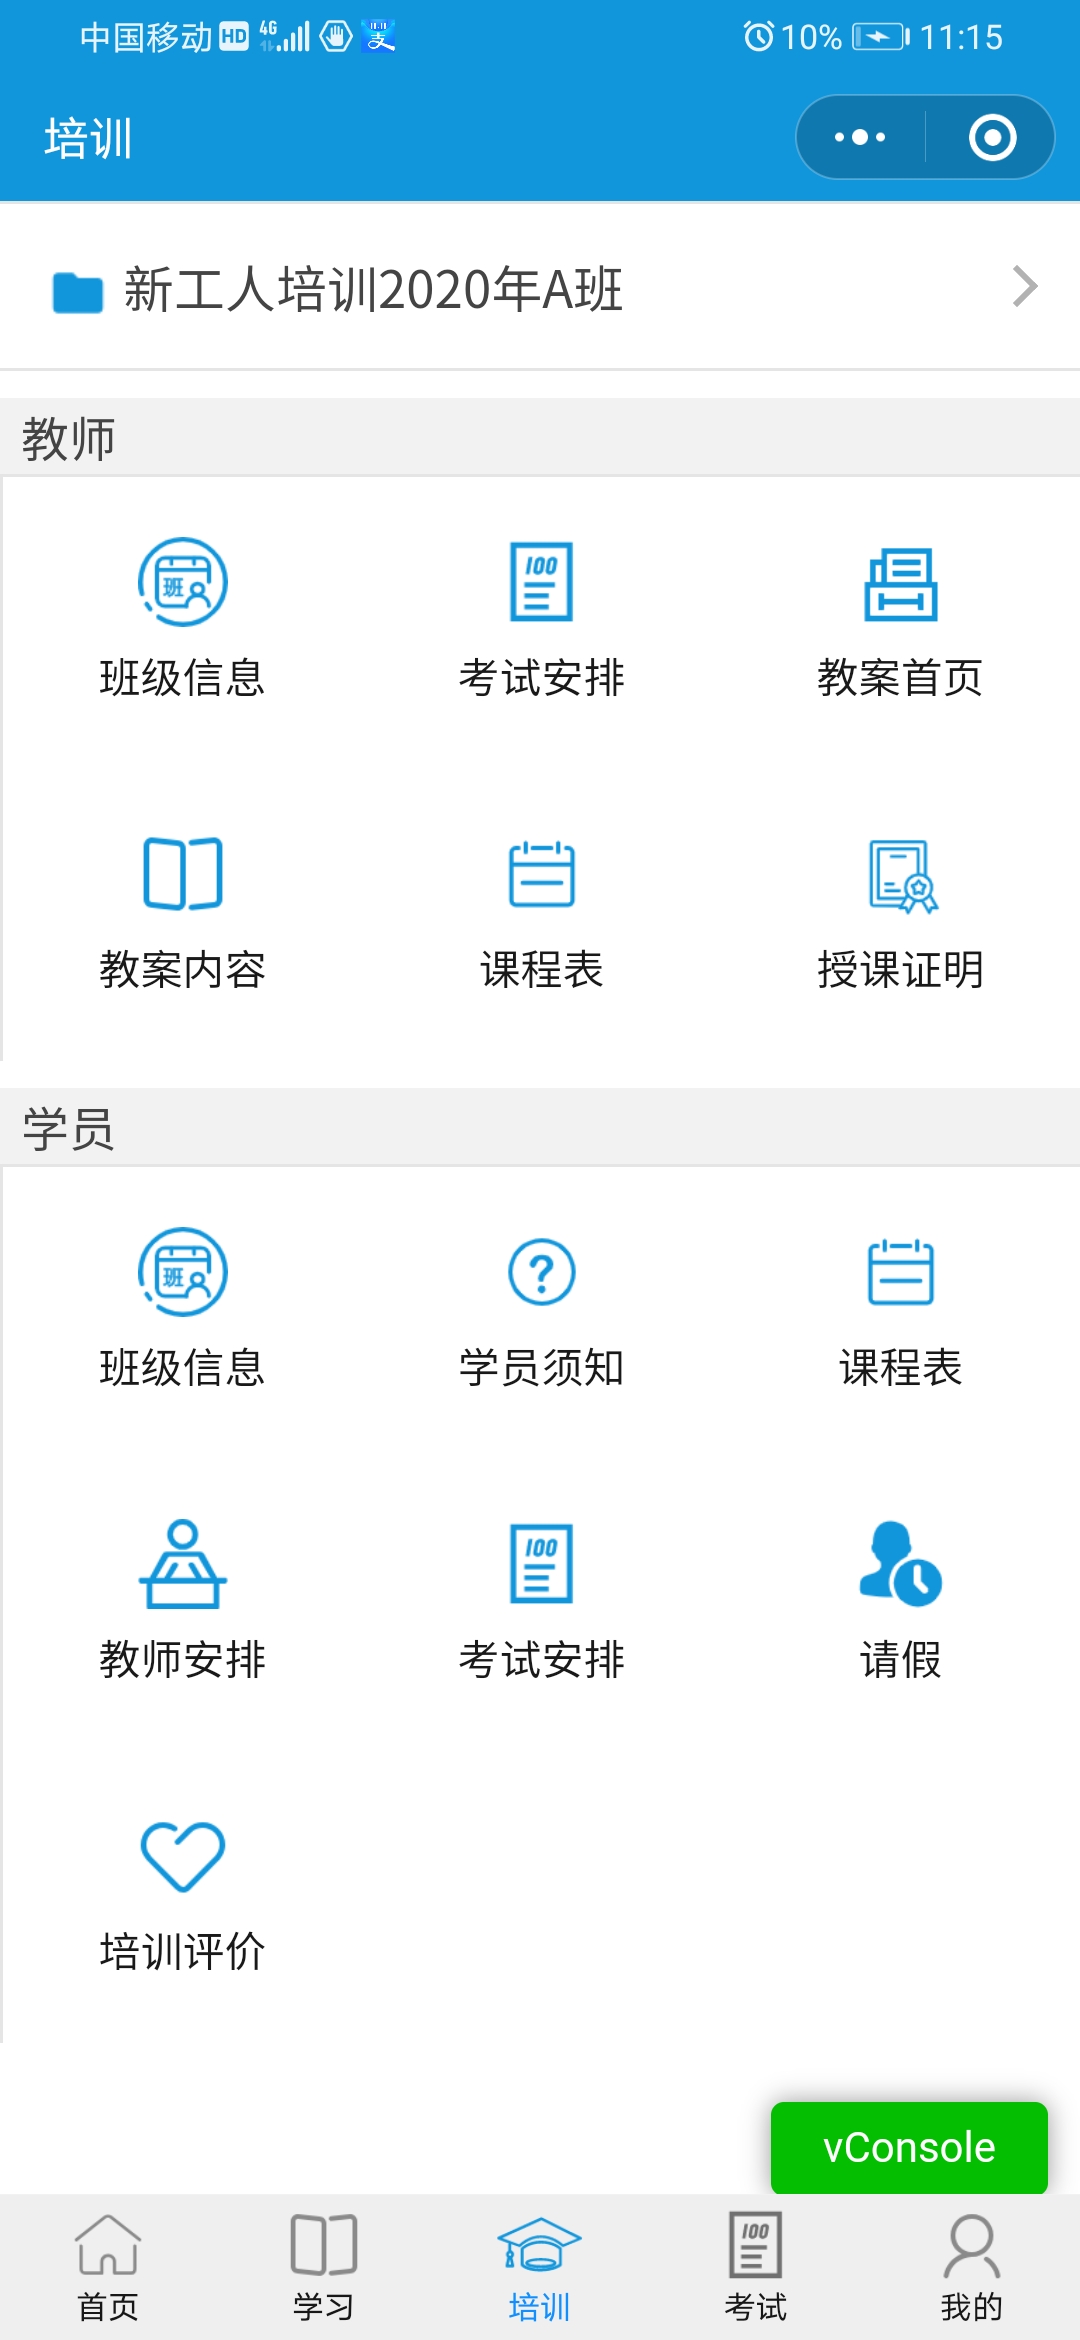 中国移动 HD 4G 支 10% 11:15
培训
新工人培训2020年A班
教师
班 100
班级信息 考试安排 教案首页
教案内容 课程表 授课证明
学员
班 ?
班级信息 学员须知 课程表
100
教师安排 考试安排 请假
培训评价
vConsole
100
首页 学习 培训 考试 我的